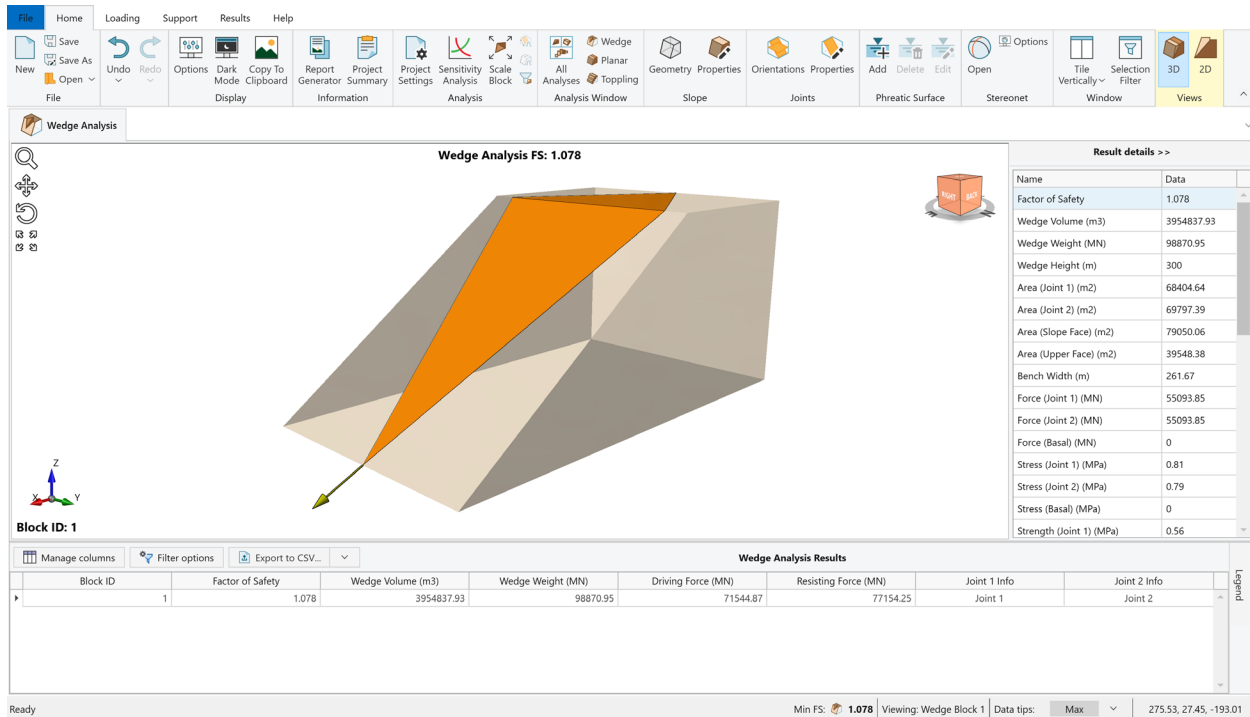 File Home Loading Support Results Help
New Save Save As Open Undo Redo Options Dark Mode Copy To Clipboard Report Generator Project Summary Project Settings Sensitivity Analysis Scale Block All Analyses Wedge Planar Toppling Geometry Properties Orientations Properties Add Delete Edit Open Options Tile Vertically Selection Filter 3D 2D
File Display Information Analysis Analysis Window Slope Joints Phreatic Surface Stereonet Window Views
Wedge Analysis
Wedge Analysis FS: 1.078
RIGHT BACK
Z
X Y
Block ID: 1
Result details >>
Name Data
Factor of Safety 1.078
Wedge Volume (m3) 3954837.93
Wedge Weight (MN) 98870.95
Wedge Height (m) 300
Area (Joint 1) (m2) 68404.64
Area (Joint 2) (m2) 69797.39
Area (Slope Face) (m2) 79050.06
Area (Upper Face) (m2) 39548.38
Bench Width (m) 261.67
Force (Joint 1) (MN) 55093.85
Force (Joint 2) (MN) 55093.85
Force (Basal) (MN) 0
Stress (Joint 1) (MPa) 0.81
Stress (Joint 2) (MPa) 0.79
Stress (Basal) (MPa) 0
Strength (Joint 1) (MPa) 0.56
Manage columns Filter options Export to CSV... Wedge Analysis Results
Legend
Block ID Factor of Safety Wedge Volume (m3) Wedge Weight (MN) Driving Force (MN) Resisting Force (MN) Joint 1 Info Joint 2 Info
1 1.078 3954837.93 98870.95 71544.87 77154.25 Joint 1 Joint 2
Ready Min FS: 1.078 Viewing: Wedge Block 1 Data tips: Max 275.53, 27.45, -193.01